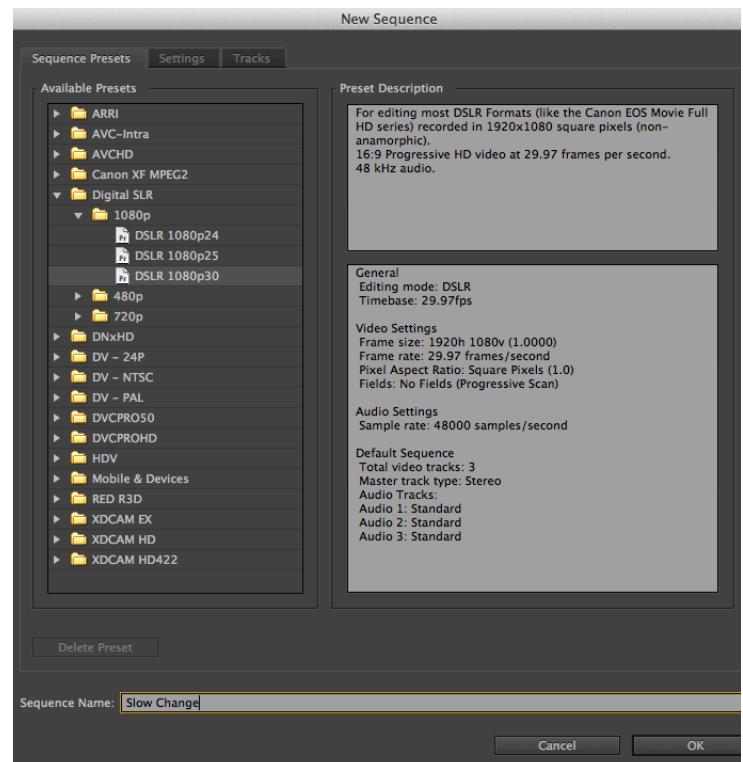 New Sequence
Sequence Presets
Settings
Tracks
Available Presets
ARRI
AVC-Intra
AVCHD
Canon XF MPEG2
Digital SLR
1080p
Pr DSLR 1080p24
Pr DSLR 1080p25
Pr DSLR 1080p30
480p
720p
DNxHD
DV – 24P
DV – NTSC
DV – PAL
DVCPRO50
DVCPROHD
HDV
Mobile & Devices
RED R3D
XDCAM EX
XDCAM HD
XDCAM HD422
Preset Description
For editing most DSLR Formats (like the Canon EOS Movie Full
HD series) recorded in 1920x1080 square pixels (non-
anamorphic).
16:9 Progressive HD video at 29.97 frames per second.
48 kHz audio.
General
Editing mode: DSLR
Timebase: 29.97fps
Video Settings
Frame size: 1920h 1080v (1.0000)
Frame rate: 29.97 frames/second
Pixel Aspect Ratio: Square Pixels (1.0)
Fields: No Fields (Progressive Scan)
Audio Settings
Sample rate: 48000 samples/second
Default Sequence
Total video tracks: 3
Master track type: Stereo
Audio Tracks:
Audio 1: Standard
Audio 2: Standard
Audio 3: Standard
Delete Preset
Sequence Name: Slow Change
Cancel
OK